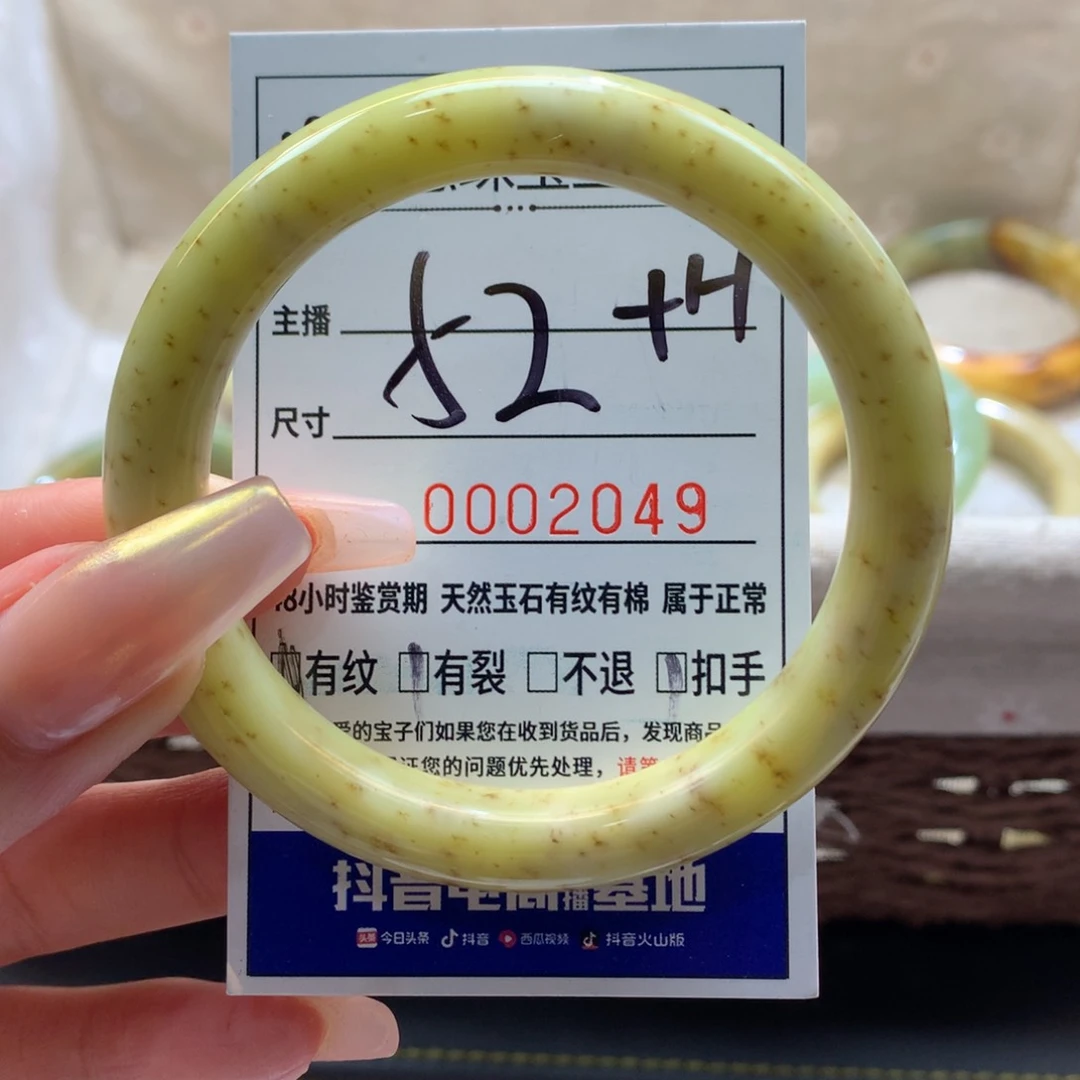 主播
52 +H
尺寸
0002049
8小时鉴赏期 天然玉石有纹有棉 属于正常
有纹 有裂 不退 扣手
爱的宝子们如果您在收到货品后，发现商品
证您的问题优先处理，请第
抖音电商直播基地
今日头条 抖音 西瓜视频 抖音火山版